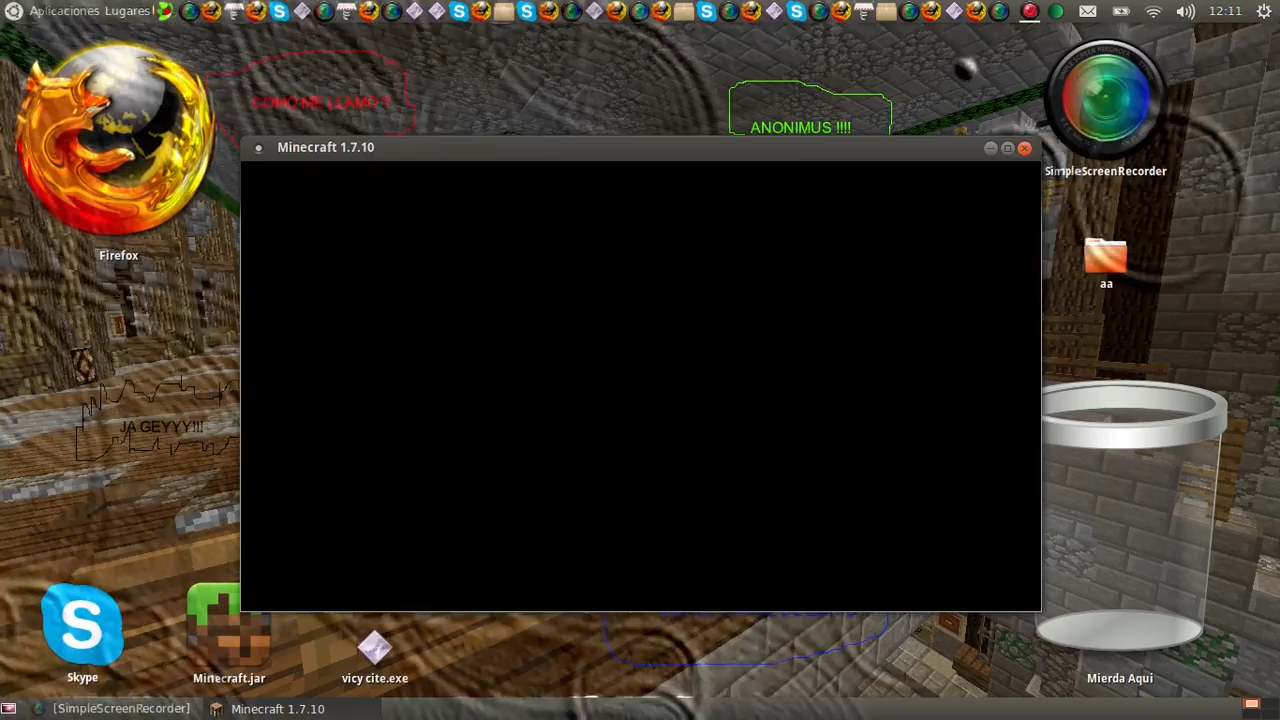 Aplicaciones Lugares
12:11
COMO ME LLAMO ?
ANONIMUS !!!!
Minecraft 1.7.10
SimpleScreenRecorder
Firefox
aa
JA GEYYY!!!
Skype
Minecraft.jar
vicy cite.exe
Mierda Aqui
[SimpleScreenRecorder]
Minecraft 1.7.10